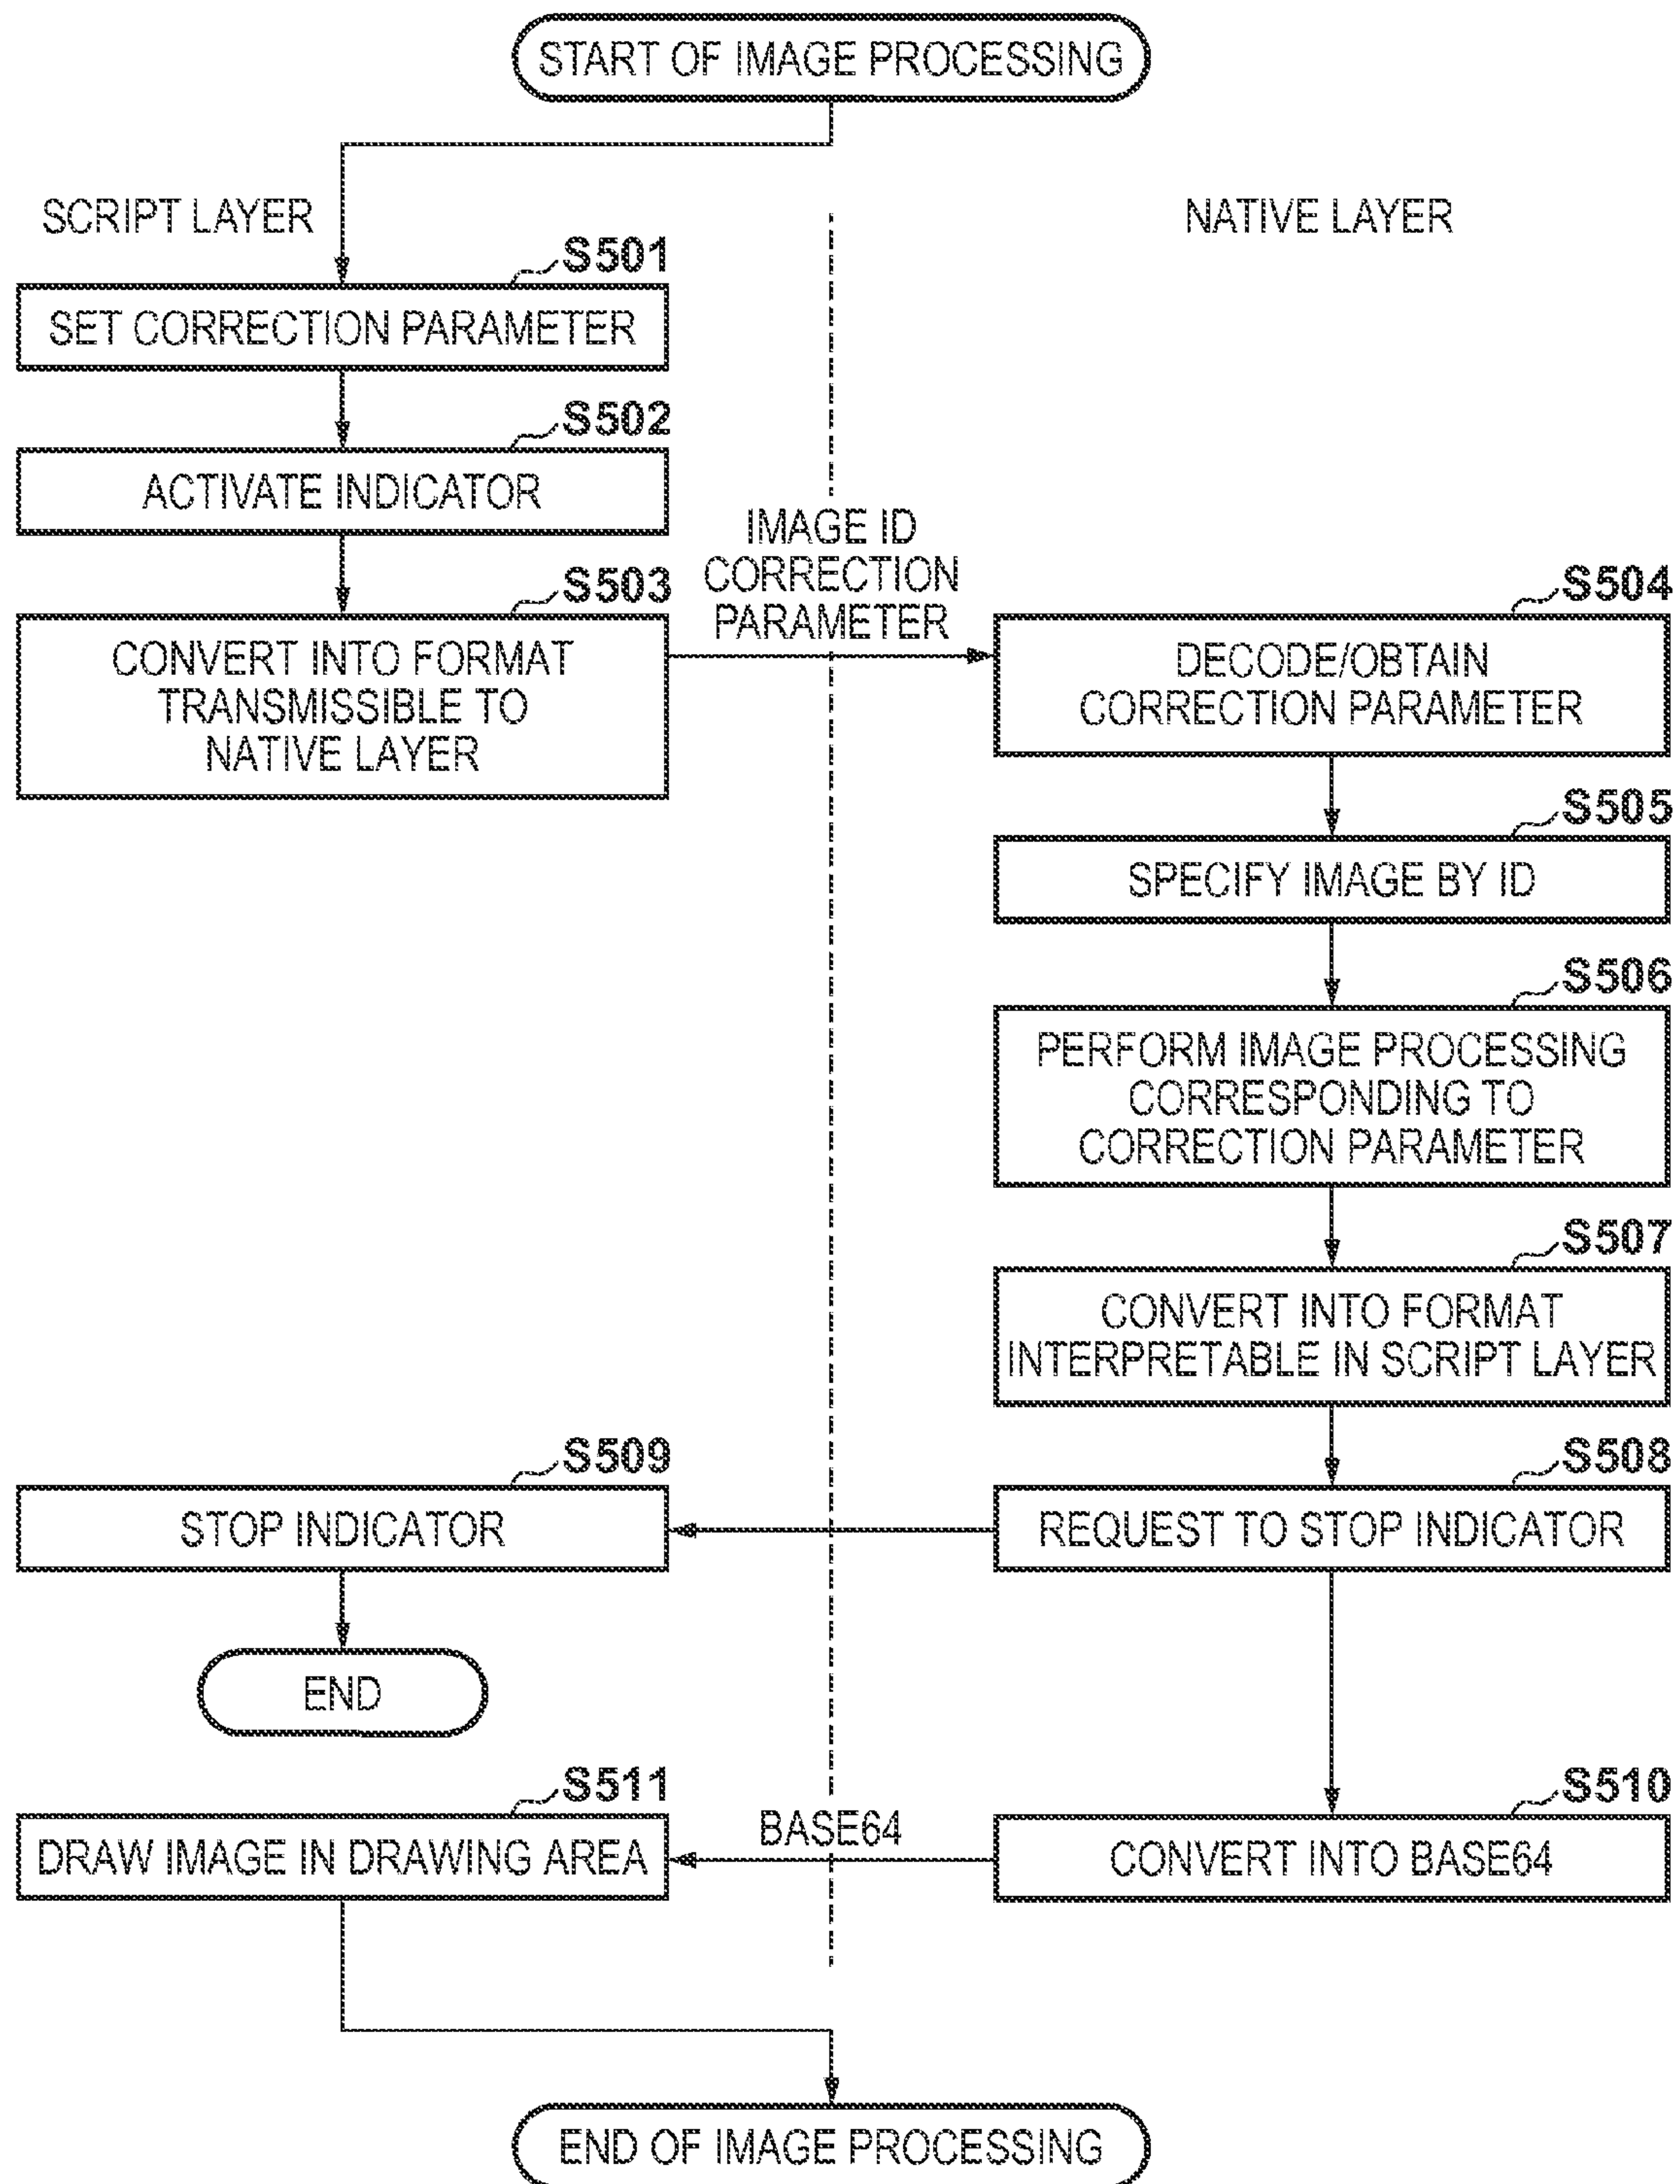 START OF IMAGE PROCESSING
SCRIPT LAYER
NATIVE LAYER
S501
SET CORRECTION PARAMETER
S502
ACTIVATE INDICATOR
S503
CONVERT INTO FORMAT
TRANSMISSIBLE TO
NATIVE LAYER
IMAGE ID
CORRECTION
PARAMETER
S504
DECODE/OBTAIN
CORRECTION PARAMETER
S505
SPECIFY IMAGE BY ID
S506
PERFORM IMAGE PROCESSING
CORRESPONDING TO
CORRECTION PARAMETER
S507
CONVERT INTO FORMAT
INTERPRETABLE IN SCRIPT LAYER
S508
REQUEST TO STOP INDICATOR
S509
STOP INDICATOR
END
S510
CONVERT INTO BASE64
BASE64
S511
DRAW IMAGE IN DRAWING AREA
END OF IMAGE PROCESSING